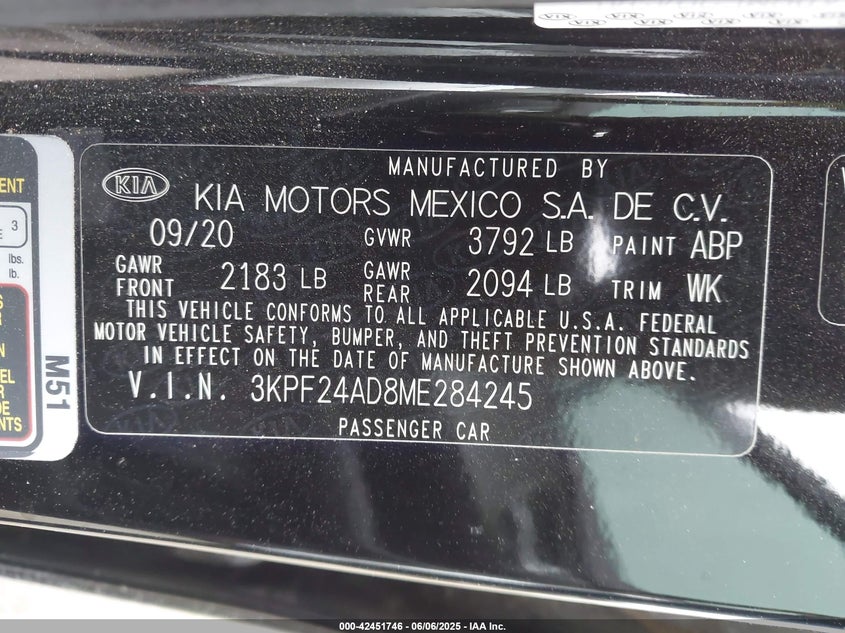 MANUFACTURED BY
KIA KIA MOTORS MEXICO S.A. DE C.V.
09/20 GVWR 3792 LB PAINT ABP
GAWR FRONT 2183 LB GAWR REAR 2094 LB TRIM WK
THIS VEHICLE CONFORMS TO ALL APPLICABLE U.S.A. FEDERAL
MOTOR VEHICLE SAFETY, BUMPER, AND THEFT PREVENTION STANDARDS
IN EFFECT ON THE DATE OF MANUFACTURE SHOWN ABOVE.
V.I.N. 3KPF24AD8ME284245
PASSENGER CAR
M51
3
lbs.
lb.
000-42451746 - 06/06/2025 - IAA Inc.